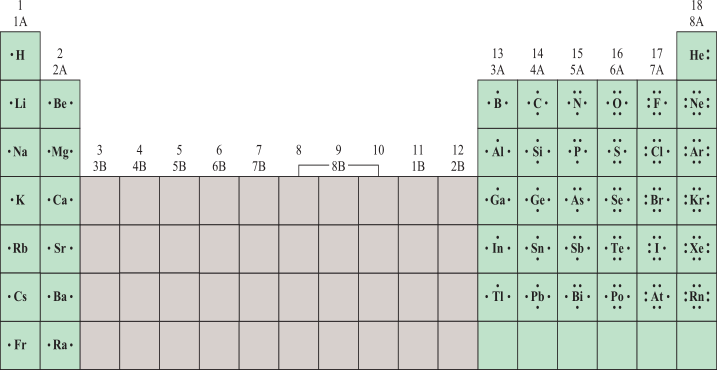 1 18
1A 8A
H 2 13 14 15 16 17 He
2A 3A 4A 5A 6A 7A
Li Be B C N O F Ne
Na Mg 3 4 5 6 7 8 9 10 11 12 Al Si P S Cl Ar
3B 4B 5B 6B 7B 8B 1B 2B
K Ca Ga Ge As Se Br Kr
Rb Sr In Sn Sb Te I Xe
Cs Ba Tl Pb Bi Po At Rn
Fr Ra